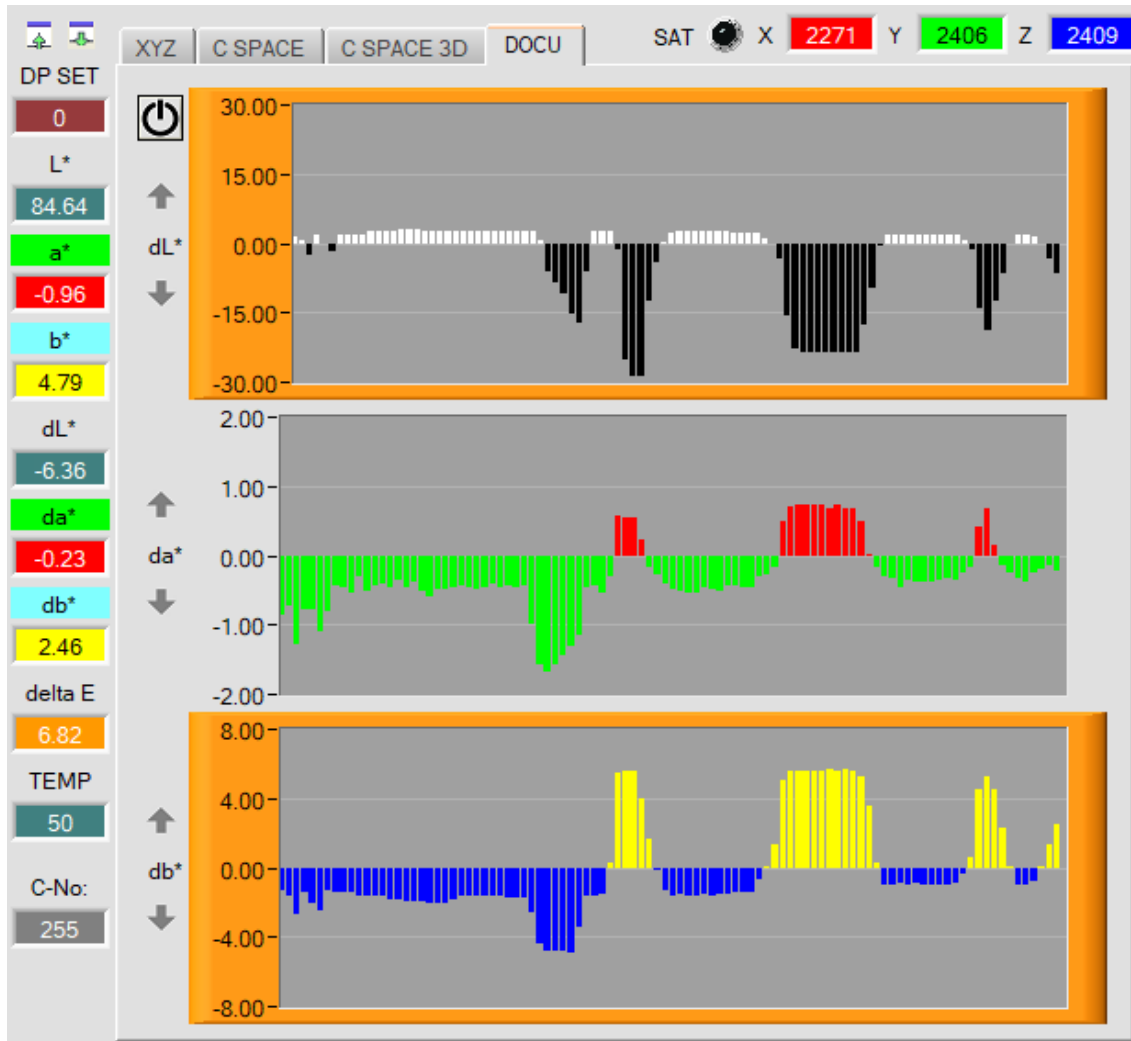 XYZ C SPACE C SPACE 3D DOCU SAT X 2271 Y 2406 Z 2409
DP SET
0
L*
84.64
a*
-0.96
b*
4.79
dL*
-6.36
da*
-0.23
db*
2.46
delta E
6.82
TEMP
50
C-No:
255
30.00
15.00
dL*
0.00
-15.00
-30.00
2.00
1.00
da*
0.00
-1.00
-2.00
8.00
4.00
db*
0.00
-4.00
-8.00